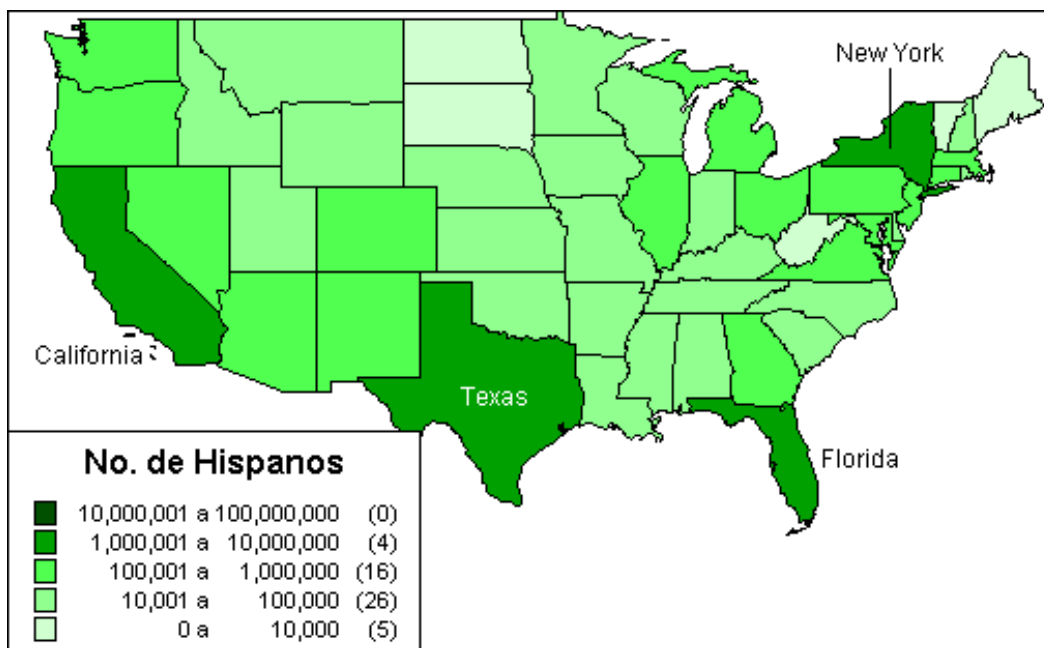 New York
California
Texas
Florida
No. de Hispanos
10,000,001 a 100,000,000 (0)
1,000,001 a 10,000,000 (4)
100,001 a 1,000,000 (16)
10,001 a 100,000 (26)
0 a 10,000 (5)